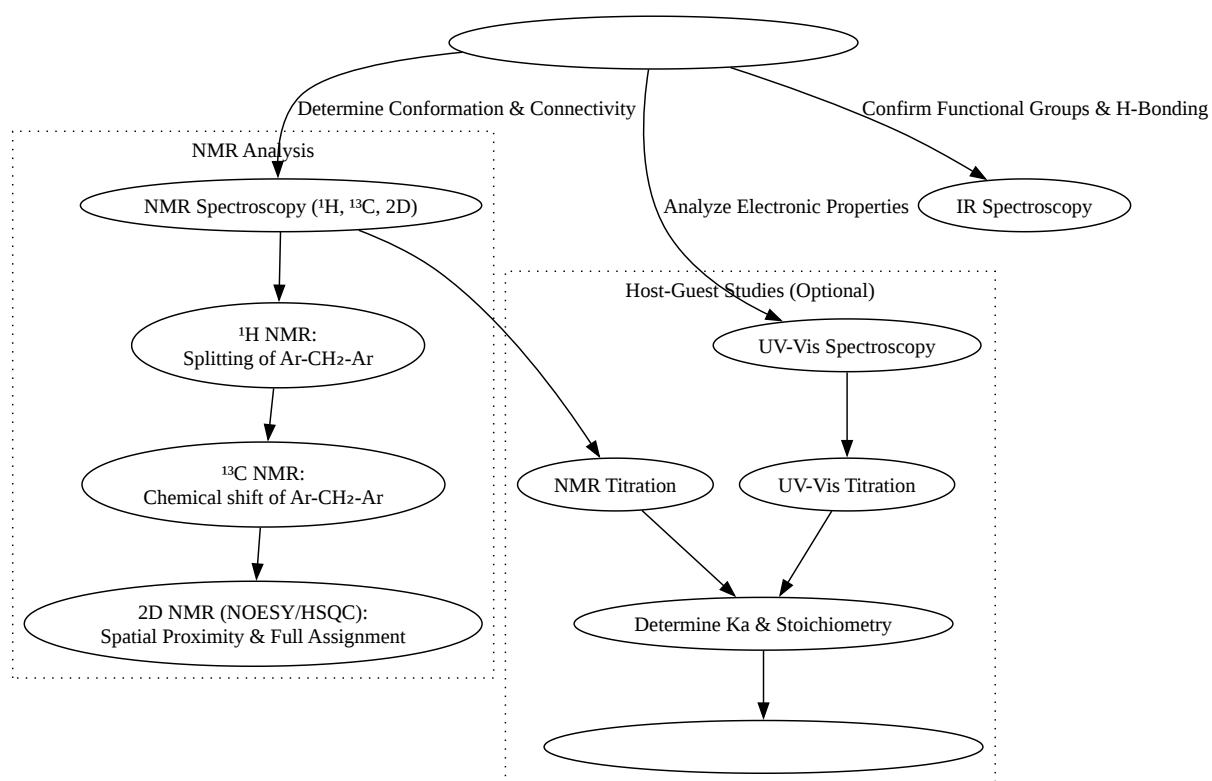 Determine Conformation & Connectivity
Confirm Functional Groups & H-Bonding
NMR Analysis
NMR Spectroscopy (¹H, ¹³C, 2D)
Analyze Electronic Properties
IR Spectroscopy
Host-Guest Studies (Optional)
¹H NMR:
Splitting of Ar-CH₂-Ar
UV-Vis Spectroscopy
¹³C NMR:
Chemical shift of Ar-CH₂-Ar
NMR Titration
UV-Vis Titration
2D NMR (NOESY/HSQC):
Spatial Proximity & Full Assignment
Determine Ka & Stoichiometry